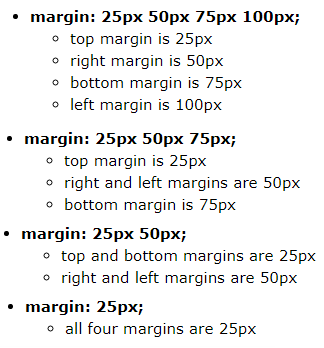 margin: 25px 50px 75px 100px;
top margin is 25px
right margin is 50px
bottom margin is 75px
left margin is 100px
margin: 25px 50px 75px;
top margin is 25px
right and left margins are 50px
bottom margin is 75px
margin: 25px 50px;
top and bottom margins are 25px
right and left margins are 50px
margin: 25px;
all four margins are 25px